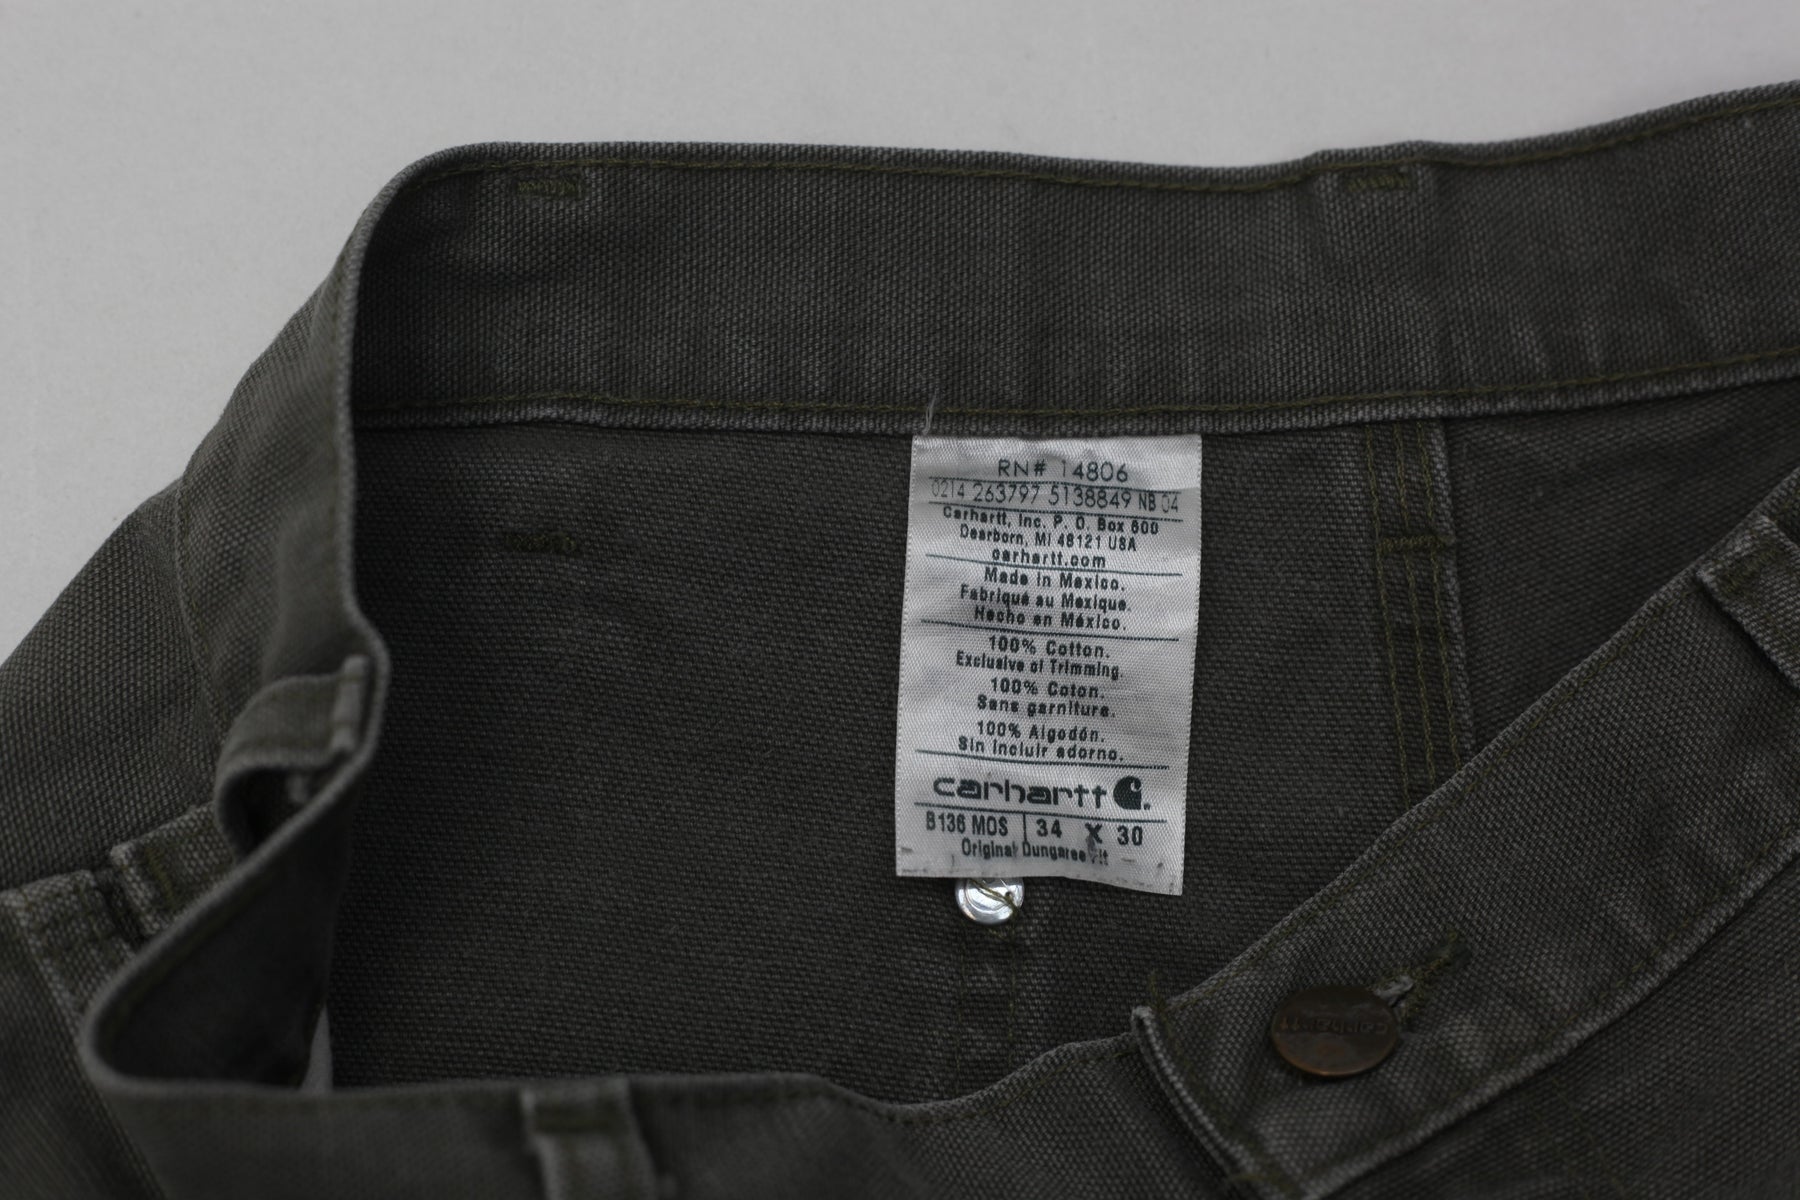 RN# 14806
0214 263797 5138849 NB 04
Carhartt, Inc. P. O. Box 600
Dearborn, MI 48121 USA
carhartt.com
Made in Mexico.
Fabriqué au Mexique.
Hecho en México.
100% Cotton.
Exclusive of Trimming.
100% Coton.
Sans garniture.
100% Algodón.
Sin incluir adorno.
carhartt
B136 MOS 34 X 30
Original Dungaree Fit